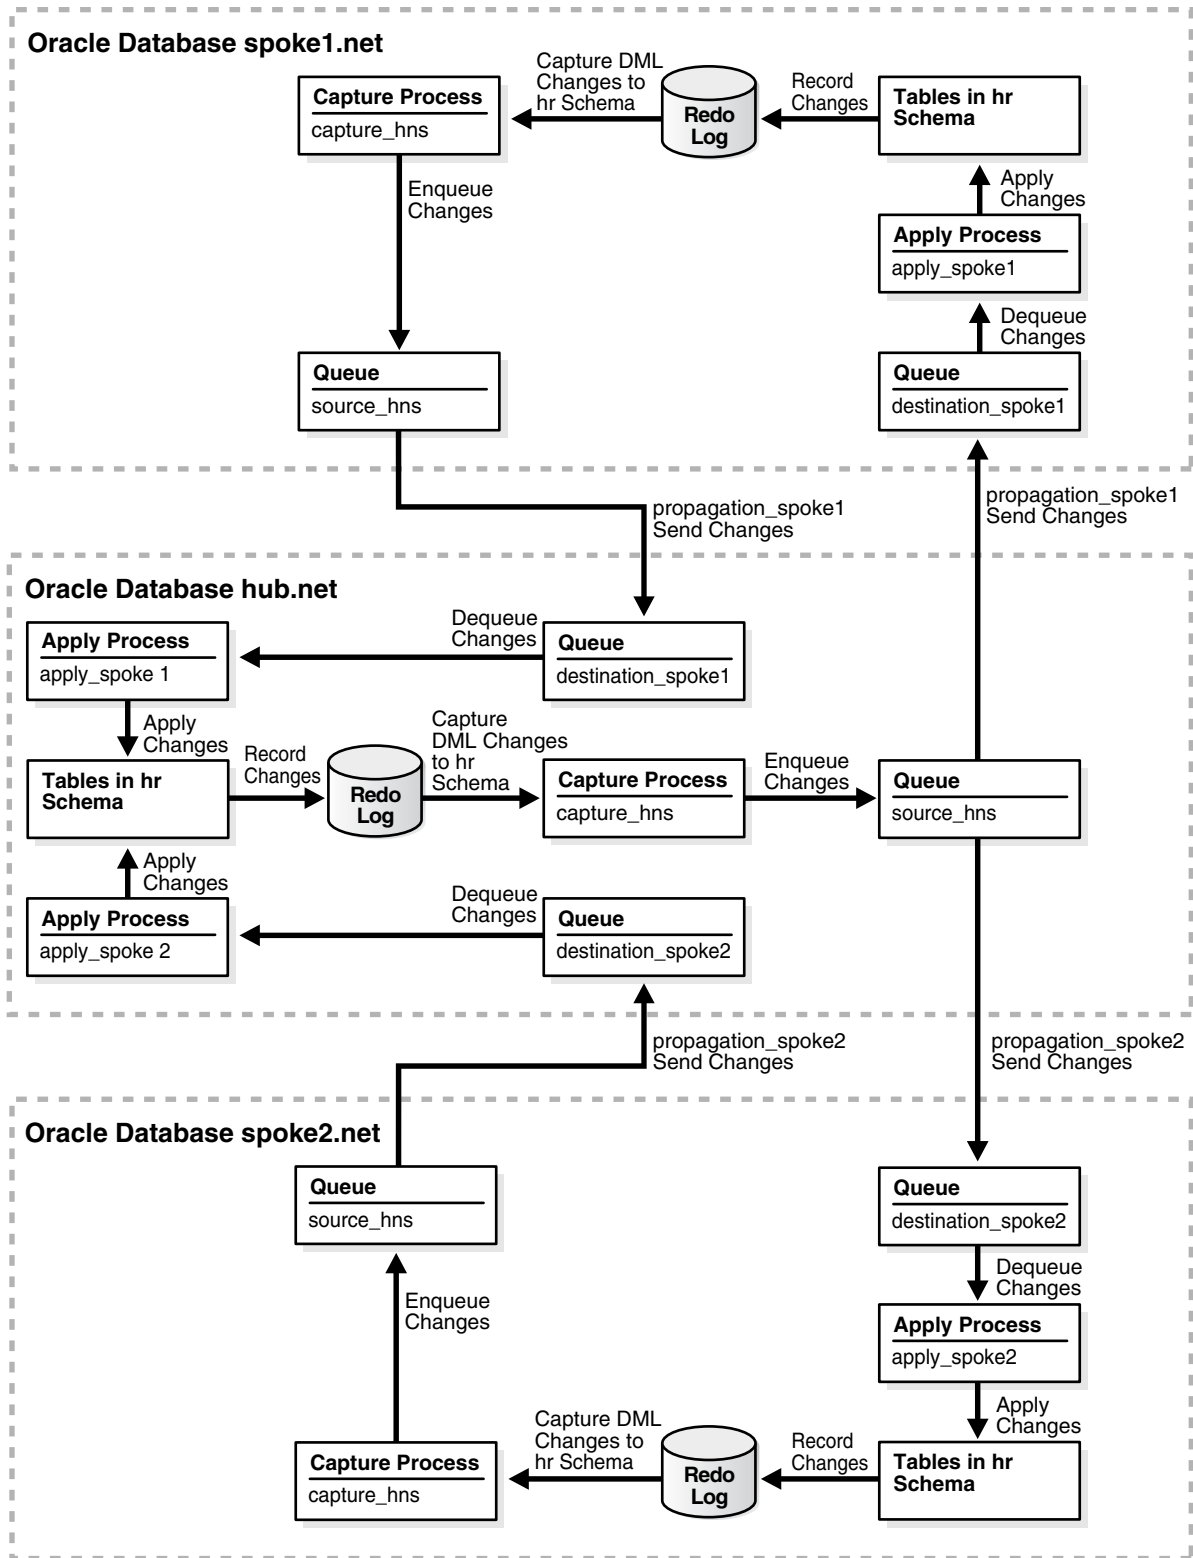 Oracle Database spoke1.net
Capture Process
capture_hns
Capture DML
Changes to
hr Schema
Redo
Log
Record
Changes
Tables in hr
Schema
Enqueue
Changes
Apply
Changes
Apply Process
apply_spoke1
Dequeue
Changes
Queue
source_hns
Queue
destination_spoke1
propagation_spoke1
Send Changes
propagation_spoke1
Send Changes
Oracle Database hub.net
Apply Process
apply_spoke 1
Dequeue
Changes
Queue
destination_spoke1
Apply
Changes
Tables in hr
Schema
Record
Changes
Redo
Log
Capture
DML Changes
to hr
Schema
Capture Process
capture_hns
Enqueue
Changes
Queue
source_hns
Apply
Changes
Apply Process
apply_spoke 2
Dequeue
Changes
Queue
destination_spoke2
propagation_spoke2
Send Changes
propagation_spoke2
Send Changes
Oracle Database spoke2.net
Queue
source_hns
Queue
destination_spoke2
Dequeue
Changes
Enqueue
Changes
Apply Process
apply_spoke2
Apply
Changes
Capture Process
capture_hns
Capture DML
Changes to
hr Schema
Redo
Log
Record
Changes
Tables in hr
Schema